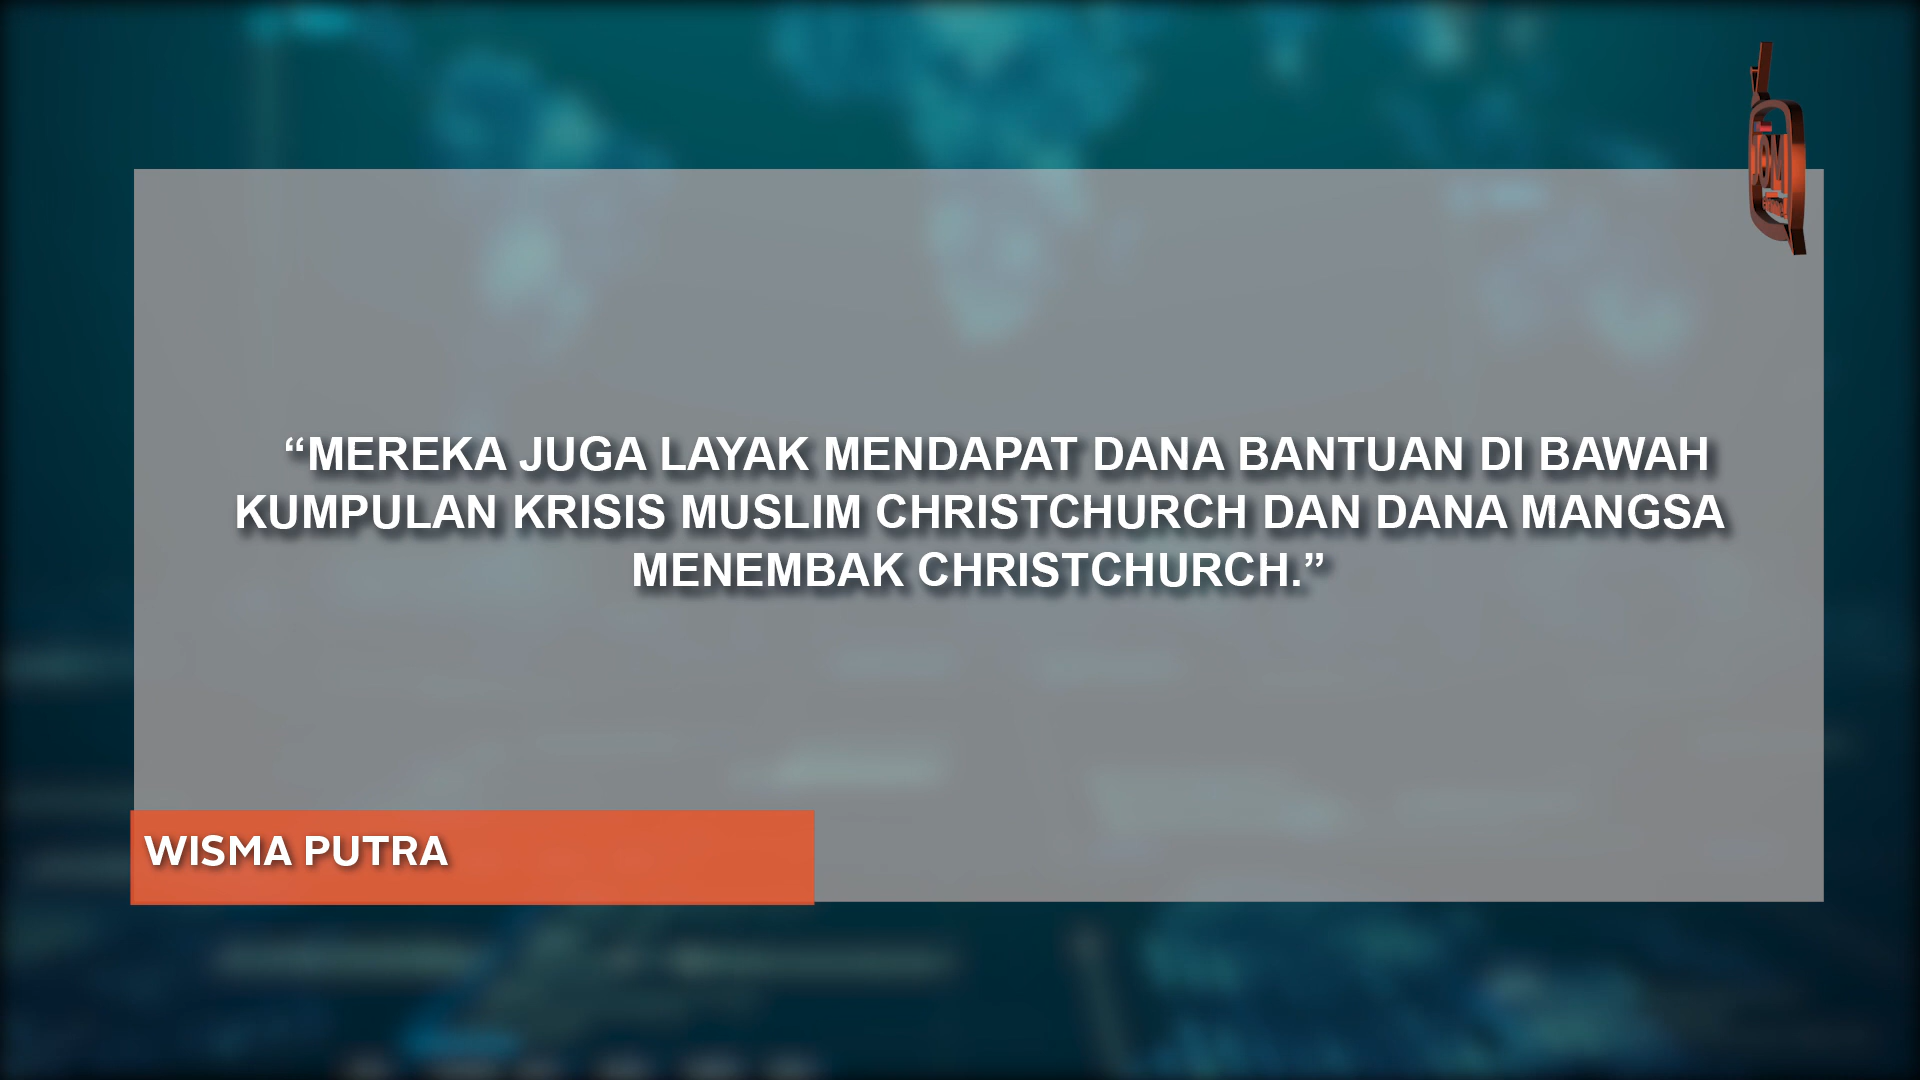 “MEREKA JUGA LAYAK MENDAPAT DANA BANTUAN DI BAWAH
KUMPULAN KRISIS MUSLIM CHRISTCHURCH DAN DANA MANGSA
MENEMBAK CHRISTCHURCH.”
WISMA PUTRA
JOM